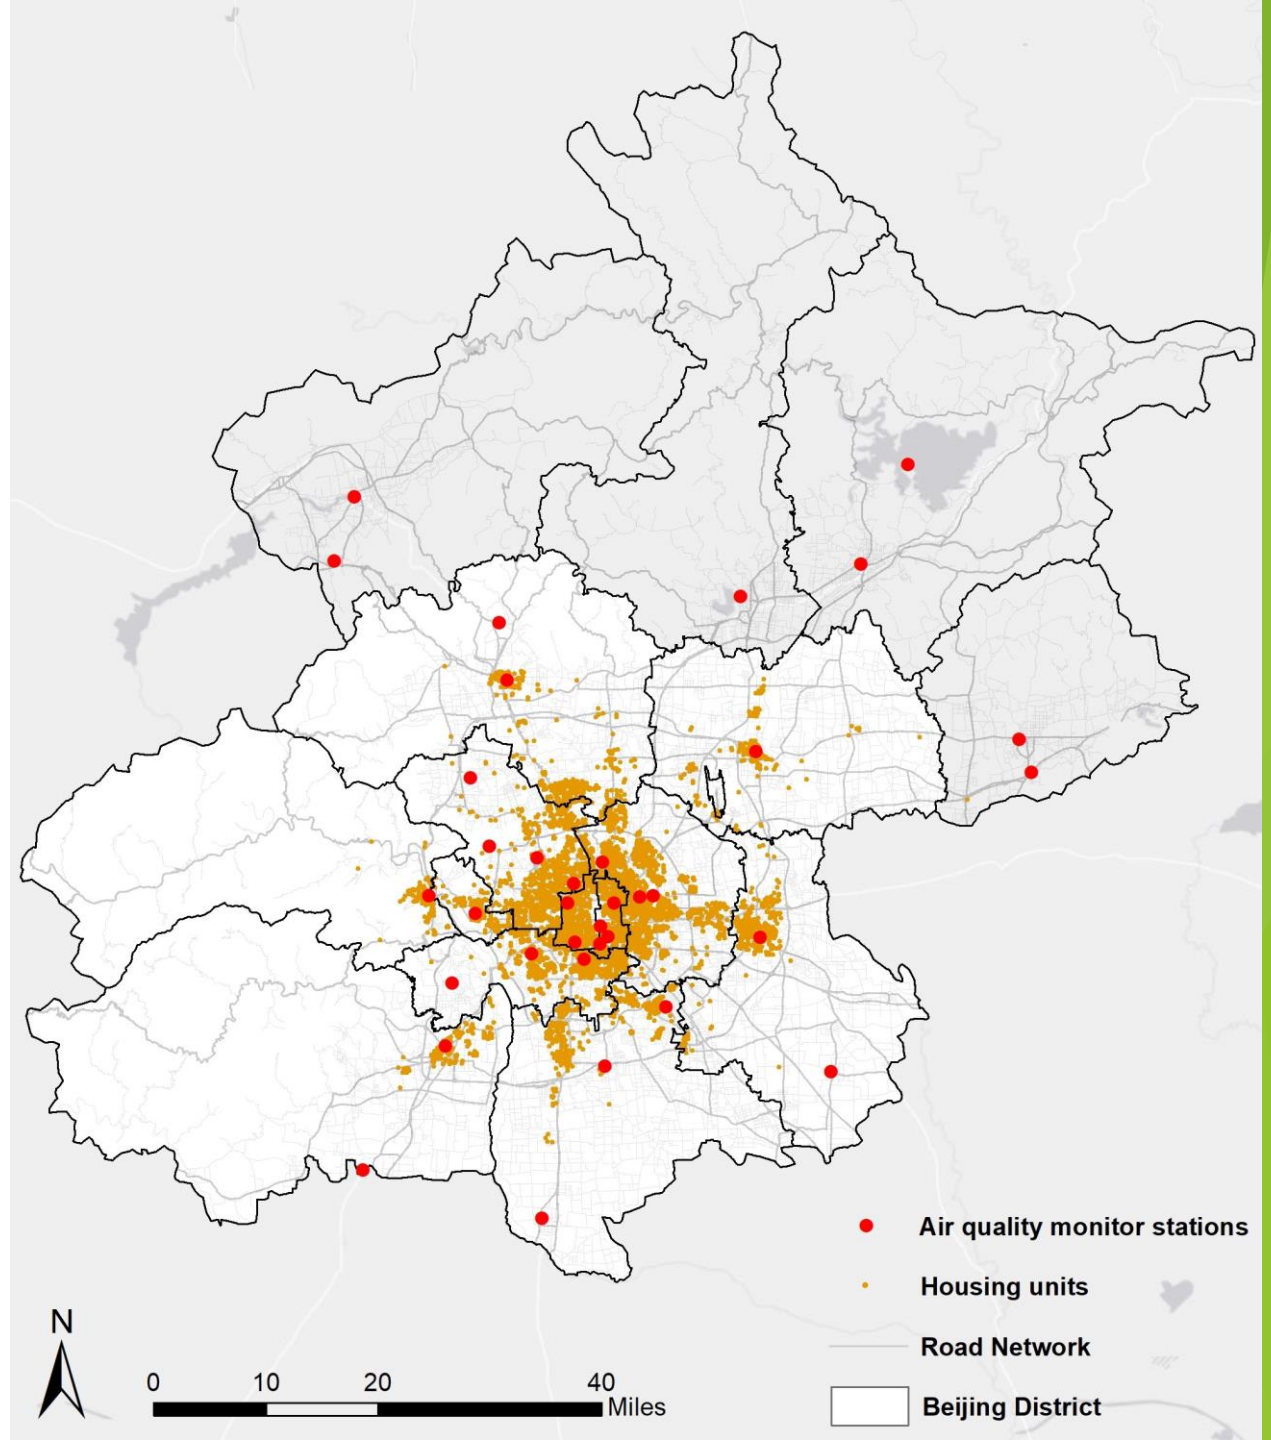 Air quality monitor stations
Housing units
N
Road Network
0 10 20 40
Miles
Beijing District